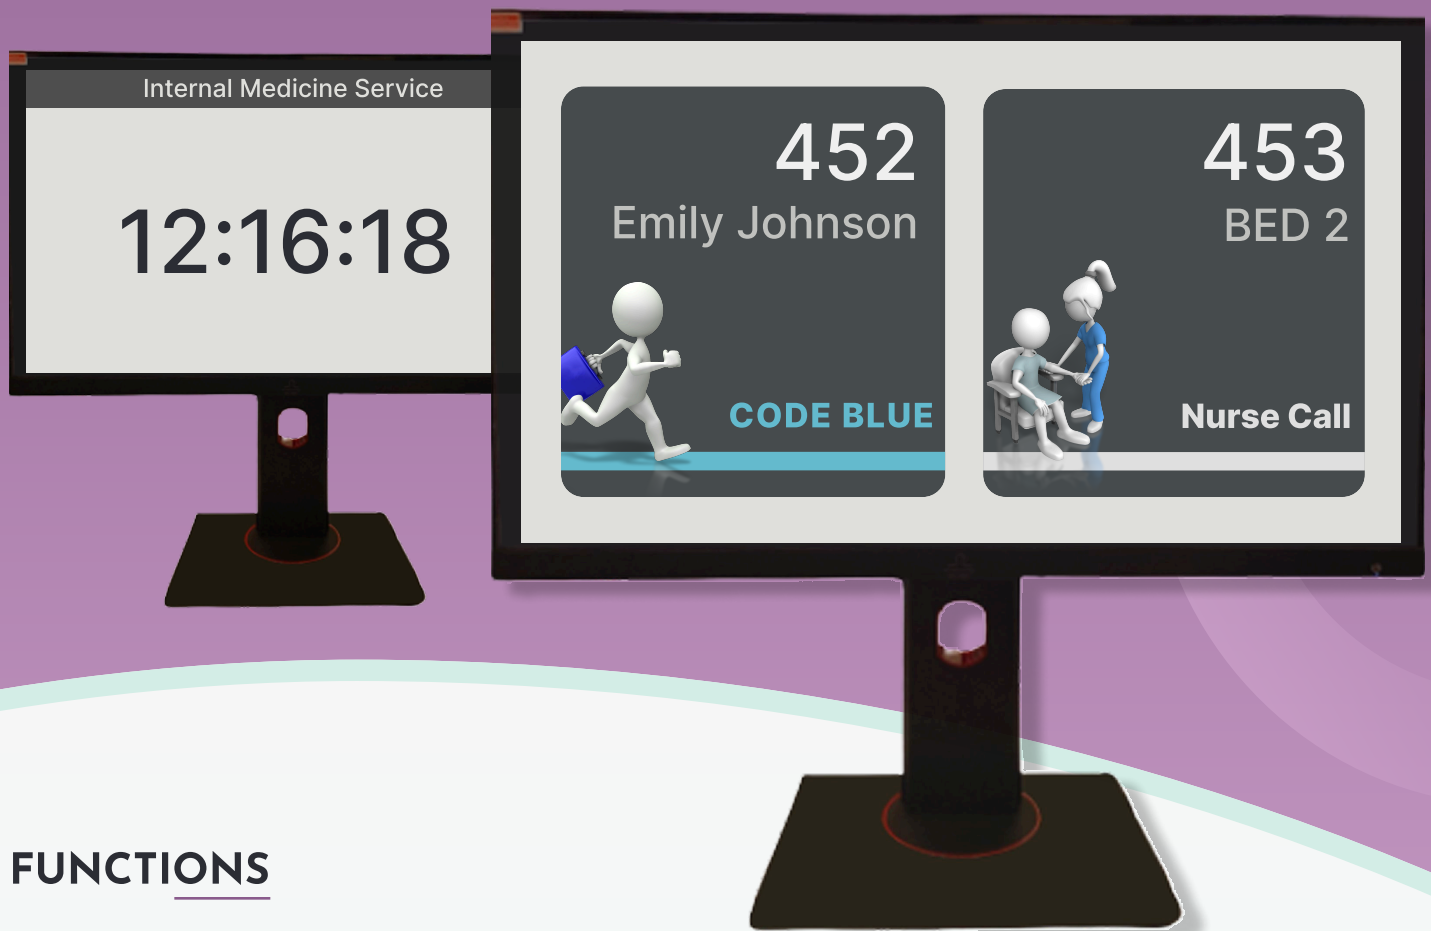 Internal Medicine Service
12:16:18
452
Emily Johnson
CODE BLUE
453
BED 2
Nurse Call
FUNCTIONS